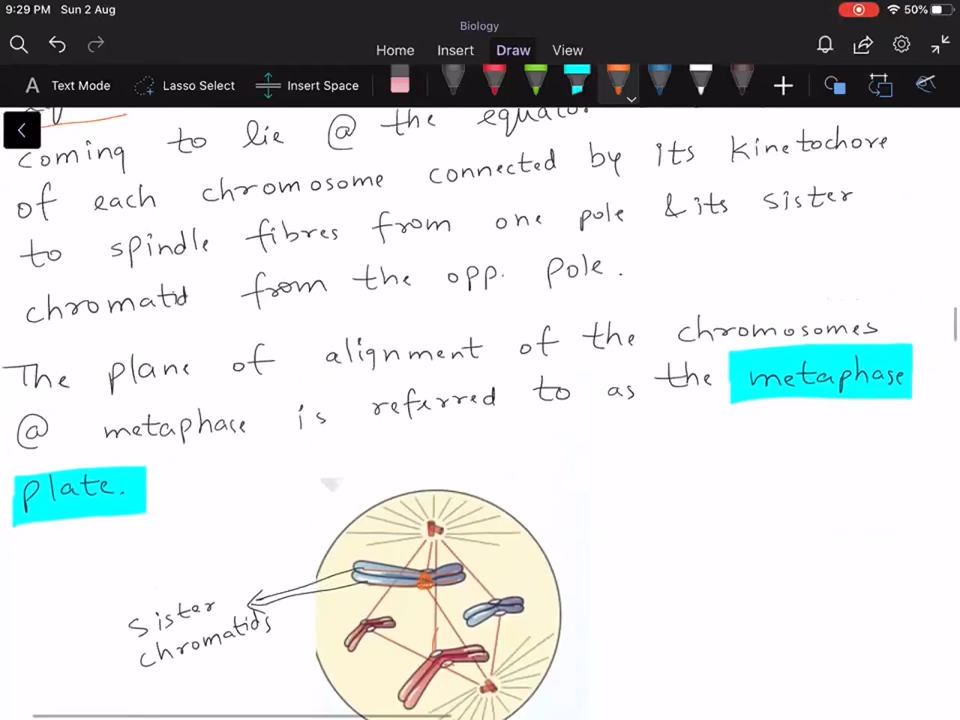 9:29 PM Sun 2 Aug
50%
Biology
Home Insert Draw View
A Text Mode Lasso Select Insert Space
coming to lie @ the equator
of each chromosome connected by its kinetochore
to spindle fibres from one pole & its sister
chromatid from the opp. pole.
The plane of alignment of the chromosomes
@ metaphase is referred to as the metaphase
plate.
Sister
chromatids